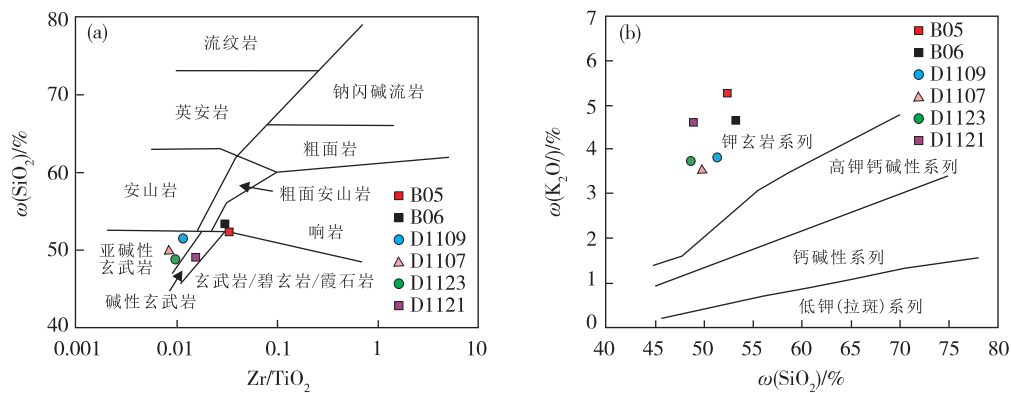 (a)
80
70
60
50
40
ω(SiO₂)/%
流纹岩
英安岩
钠闪碱流岩
粗面岩
安山岩
粗面安山岩
响岩
亚碱性
玄武岩
玄武岩/碧玄岩/霞石岩
碱性玄武岩
B05
B06
D1109
D1107
D1123
D1121
0.001
0.01
0.1
1
10
Zr/TiO₂
(b)
7
6
5
4
3
2
1
0
ω(K₂O/)/%
B05
B06
D1109
D1107
D1123
D1121
钾玄岩系列
高钾钙碱性系列
钙碱性系列
低钾(拉斑)系列
40
45
50
55
60
65
70
75
80
ω(SiO₂)/%